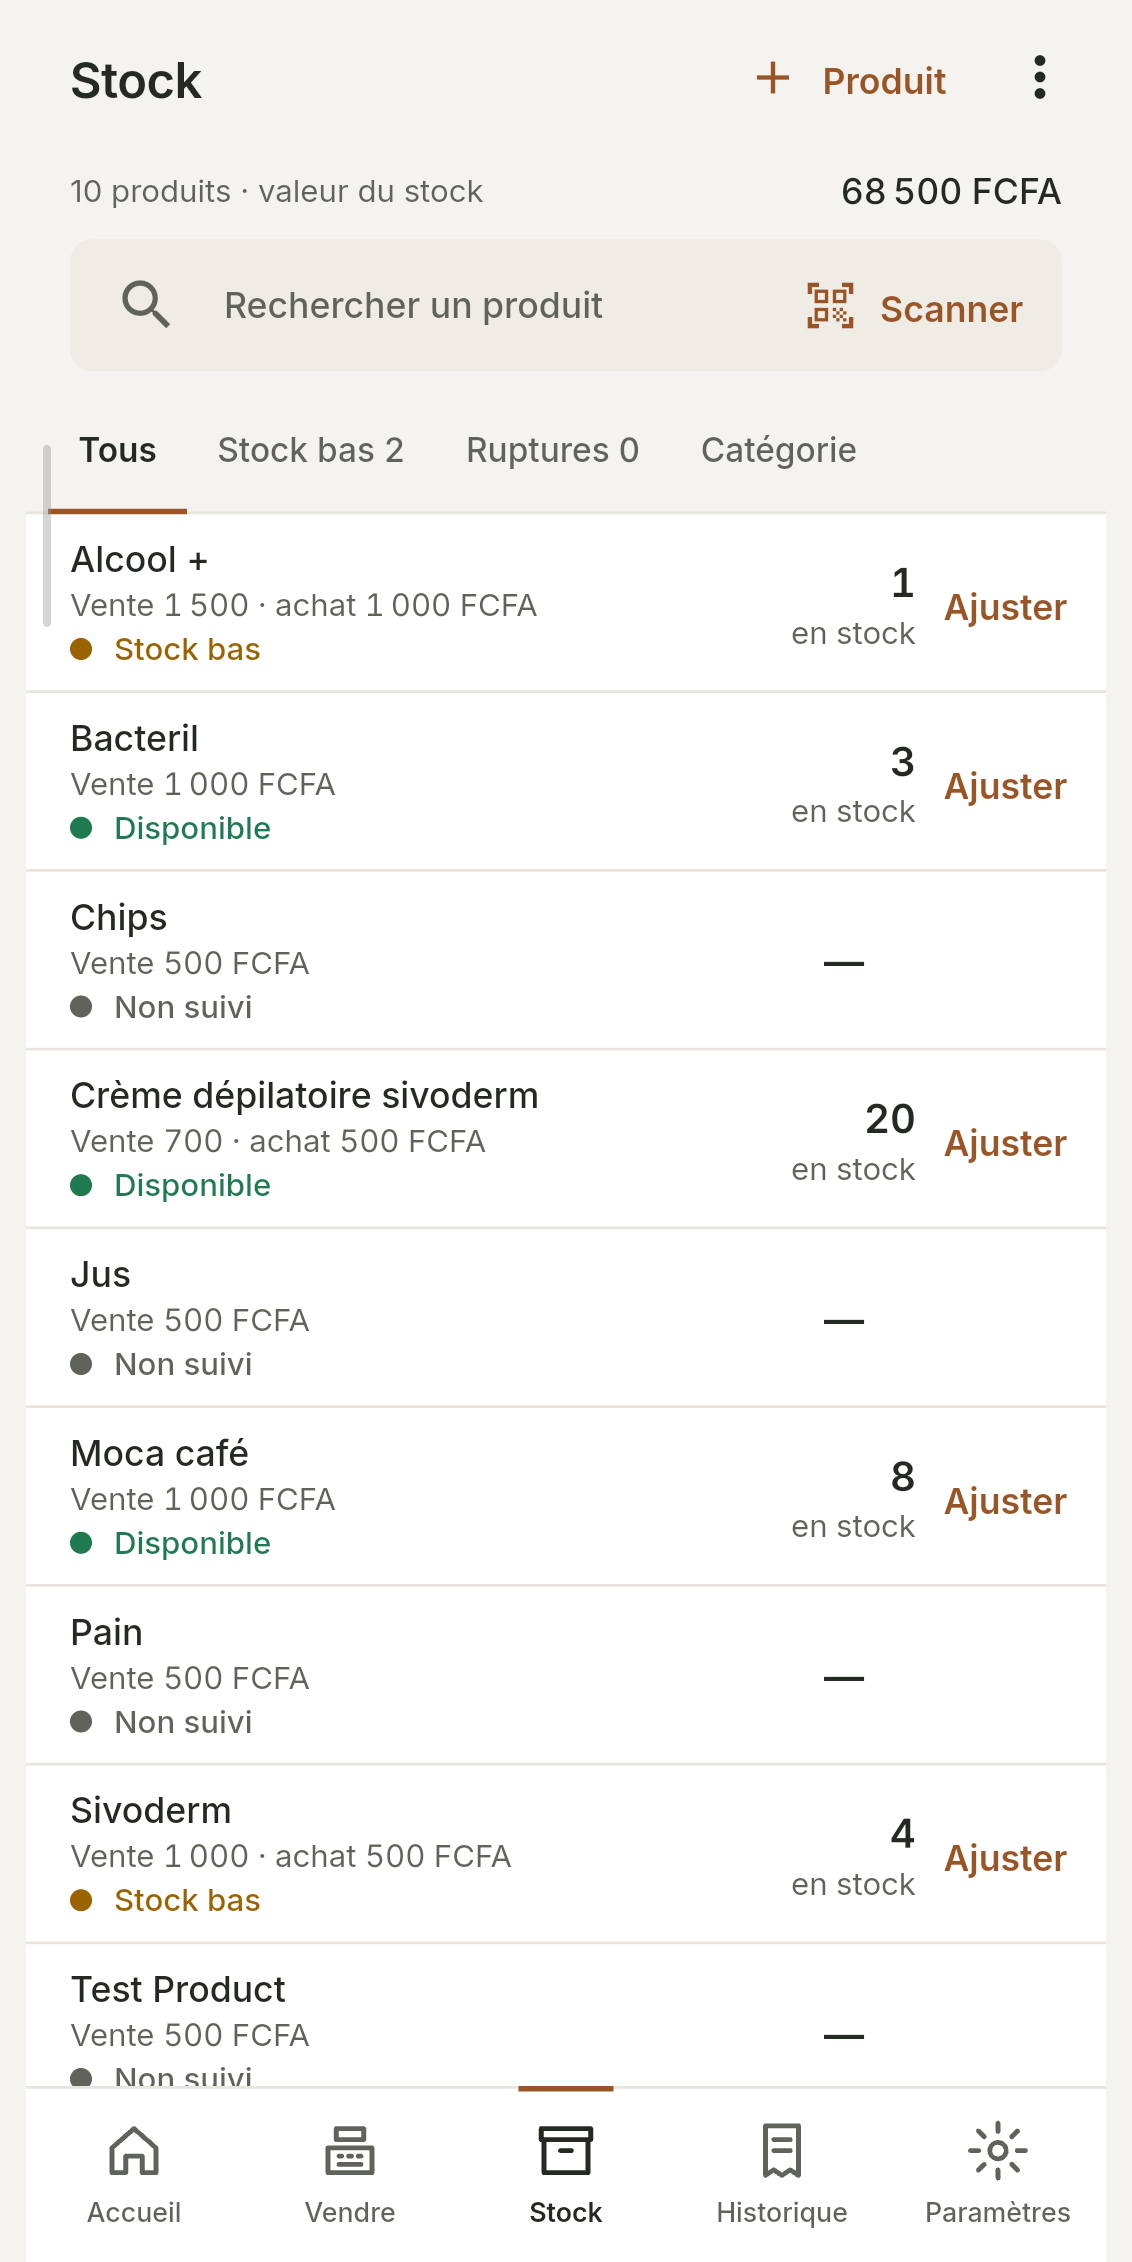 Stock
+ Produit
10 produits · valeur du stock
68 500 FCFA
Rechercher un produit
Scanner
Tous
Stock bas 2
Ruptures 0
Catégorie
Alcool +
Vente 1 500 · achat 1 000 FCFA
Stock bas
1
en stock
Ajuster
Bacteril
Vente 1 000 FCFA
Disponible
3
en stock
Ajuster
Chips
Vente 500 FCFA
Non suivi
—
Crème dépilatoire sivoderm
Vente 700 · achat 500 FCFA
Disponible
20
en stock
Ajuster
Jus
Vente 500 FCFA
Non suivi
—
Moca café
Vente 1 000 FCFA
Disponible
8
en stock
Ajuster
Pain
Vente 500 FCFA
Non suivi
—
Sivoderm
Vente 1 000 · achat 500 FCFA
Stock bas
4
en stock
Ajuster
Test Product
Vente 500 FCFA
Non suivi
—
Accueil
Vendre
Stock
Historique
Paramètres